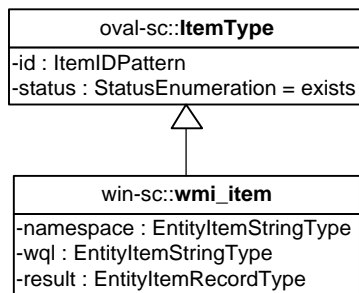 oval-sc::ItemType
-id : ItemIDPattern
-status : StatusEnumeration = exists
win-sc::wmi_item
-namespace : EntityItemStringType
-wql : EntityItemStringType
-result : EntityItemRecordType